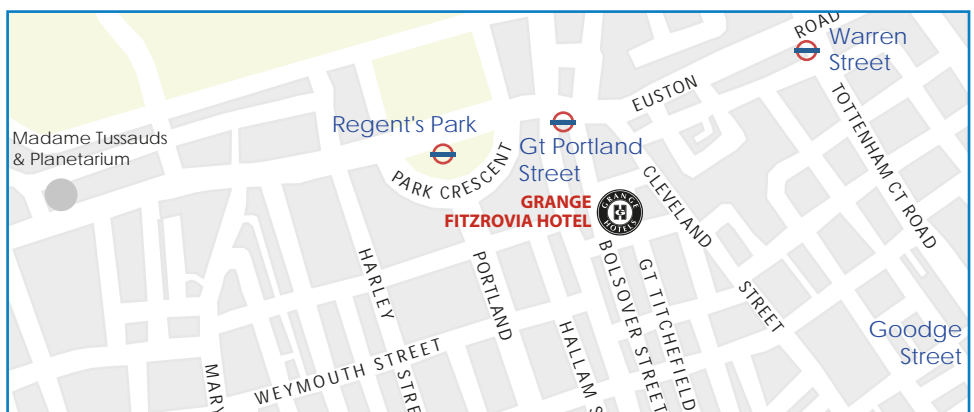 ROAD
Warren
Street
EUSTON
TOTTENHAM CT ROAD
Madame Tussauds
& Planetarium
Regent's Park
Gt Portland
Street
PARK CRESCENT
CLEVELAND
STREET
GRANGE
FITZROVIA HOTEL
GRANGE
HOTELS
HARLEY
STRE
PORTLAND
BOLSOVER STREET
GT TITCHFIELD
HALLAM S
Goodge
Street
WEYMOUTH STREET
MARY